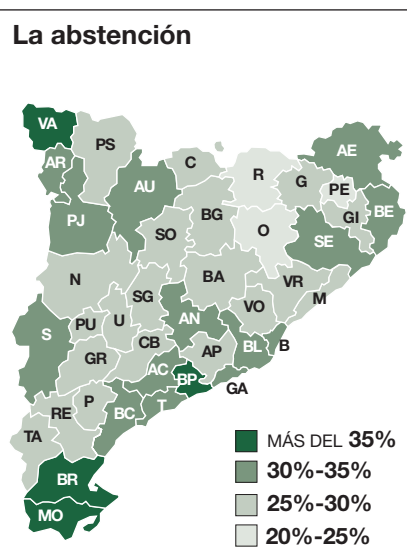 La abstención
VA
PS
AR
C
AE
AU
R
G
PE
PJ
BG
GI
BE
SO
O
SE
N
BA
SG
VR
M
VO
PU
U
AN
S
CB
BL
B
GR
AP
AC
BP
GA
RE
P
BC
T
TA
BR
MO
MÁS DEL 35%
30%-35%
25%-30%
20%-25%